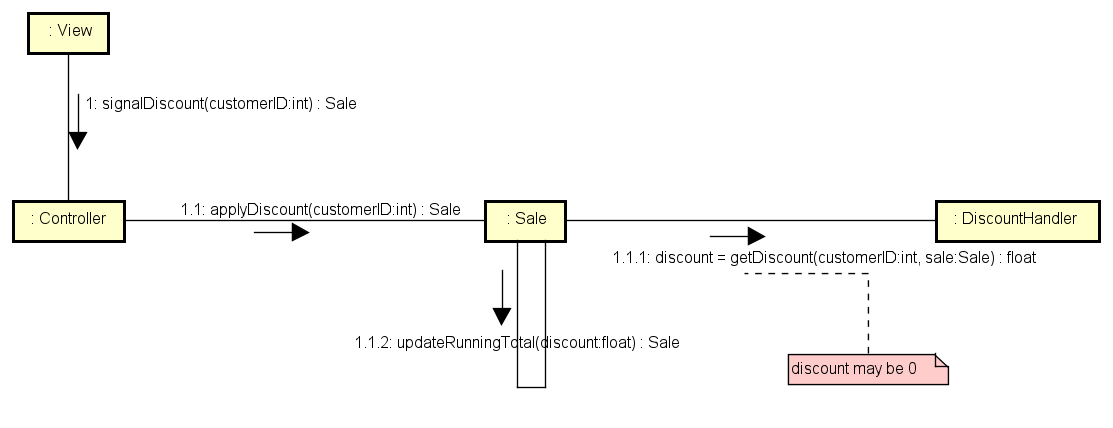 : View
1: signalDiscount(customerID:int) : Sale
1.1: applyDiscount(customerID:int) : Sale
: Controller
: Sale
: DiscountHandler
1.1.1: discount = getDiscount(customerID:int, sale:Sale) : float
1.1.2: updateRunningTotal(discount:float) : Sale
discount may be 0